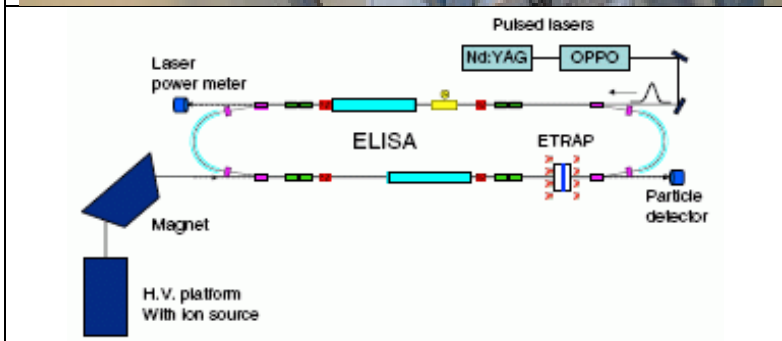 Pulsed lasers
Nd:YAG
OPPO
Laser
power meter
ELISA
ETRAP
Particle
detector
Magnet
H.V. platform
With ion source